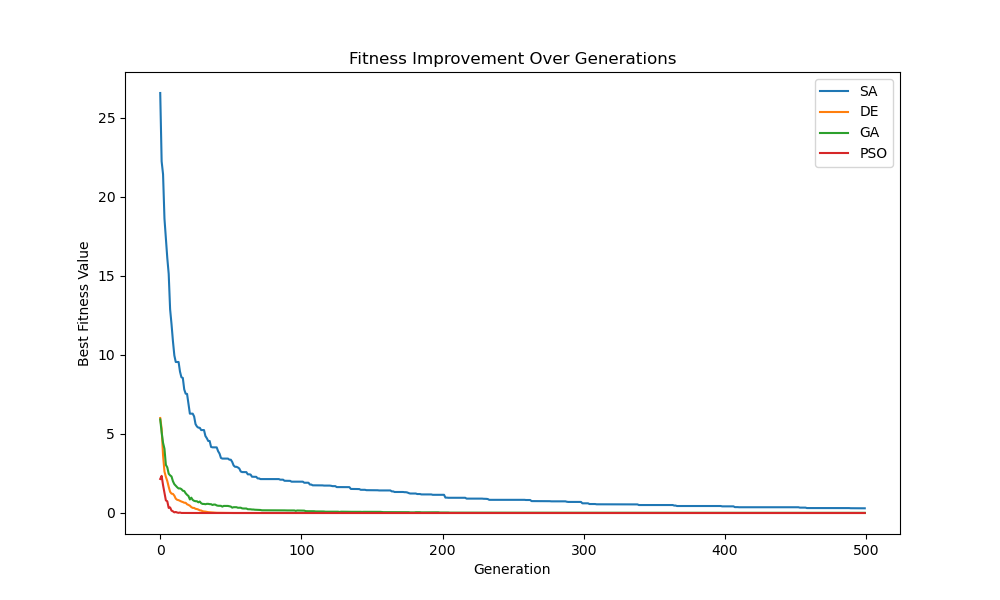 Fitness Improvement Over Generations
SA
DE
GA
PSO
25
20
15
10
5
0
Best Fitness Value
0 100 200 300 400 500
Generation